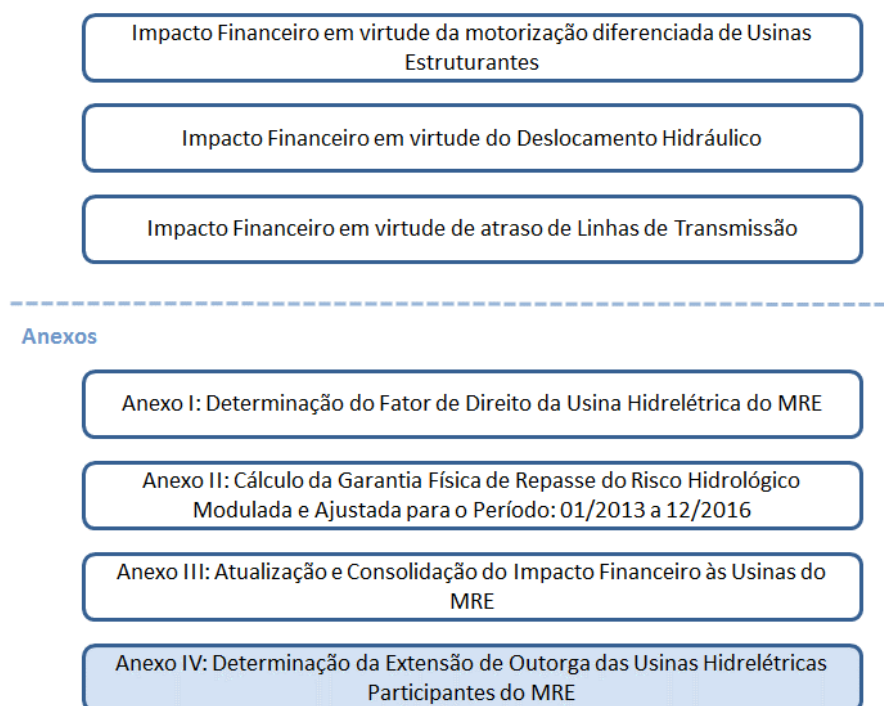 Impacto Financeiro em virtude da motorização diferenciada de Usinas
Estruturantes
Impacto Financeiro em virtude do Deslocamento Hidráulico
Impacto Financeiro em virtude de atraso de Linhas de Transmissão
Anexos
Anexo I: Determinação do Fator de Direito da Usina Hidrelétrica do MRE
Anexo II: Cálculo da Garantia Física de Repasse do Risco Hidrológico
Modulada e Ajustada para o Período: 01/2013 a 12/2016
Anexo III: Atualização e Consolidação do Impacto Financeiro às Usinas do
MRE
Anexo IV: Determinação da Extensão de Outorga das Usinas Hidrelétricas
Participantes do MRE